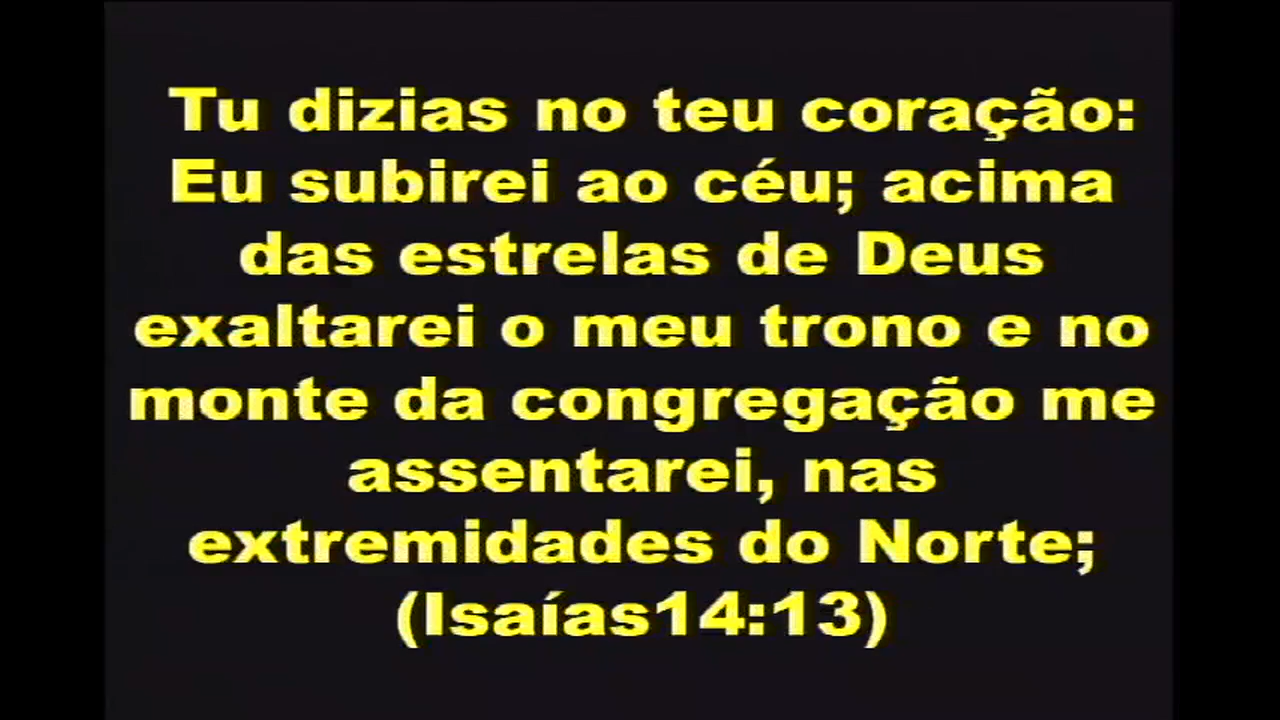 Tu dizias no teu coração:
Eu subirei ao céu; acima
das estrelas de Deus
exaltarei o meu trono e no
monte da congregação me
assentarei, nas
extremidades do Norte;
(Isaías14:13)